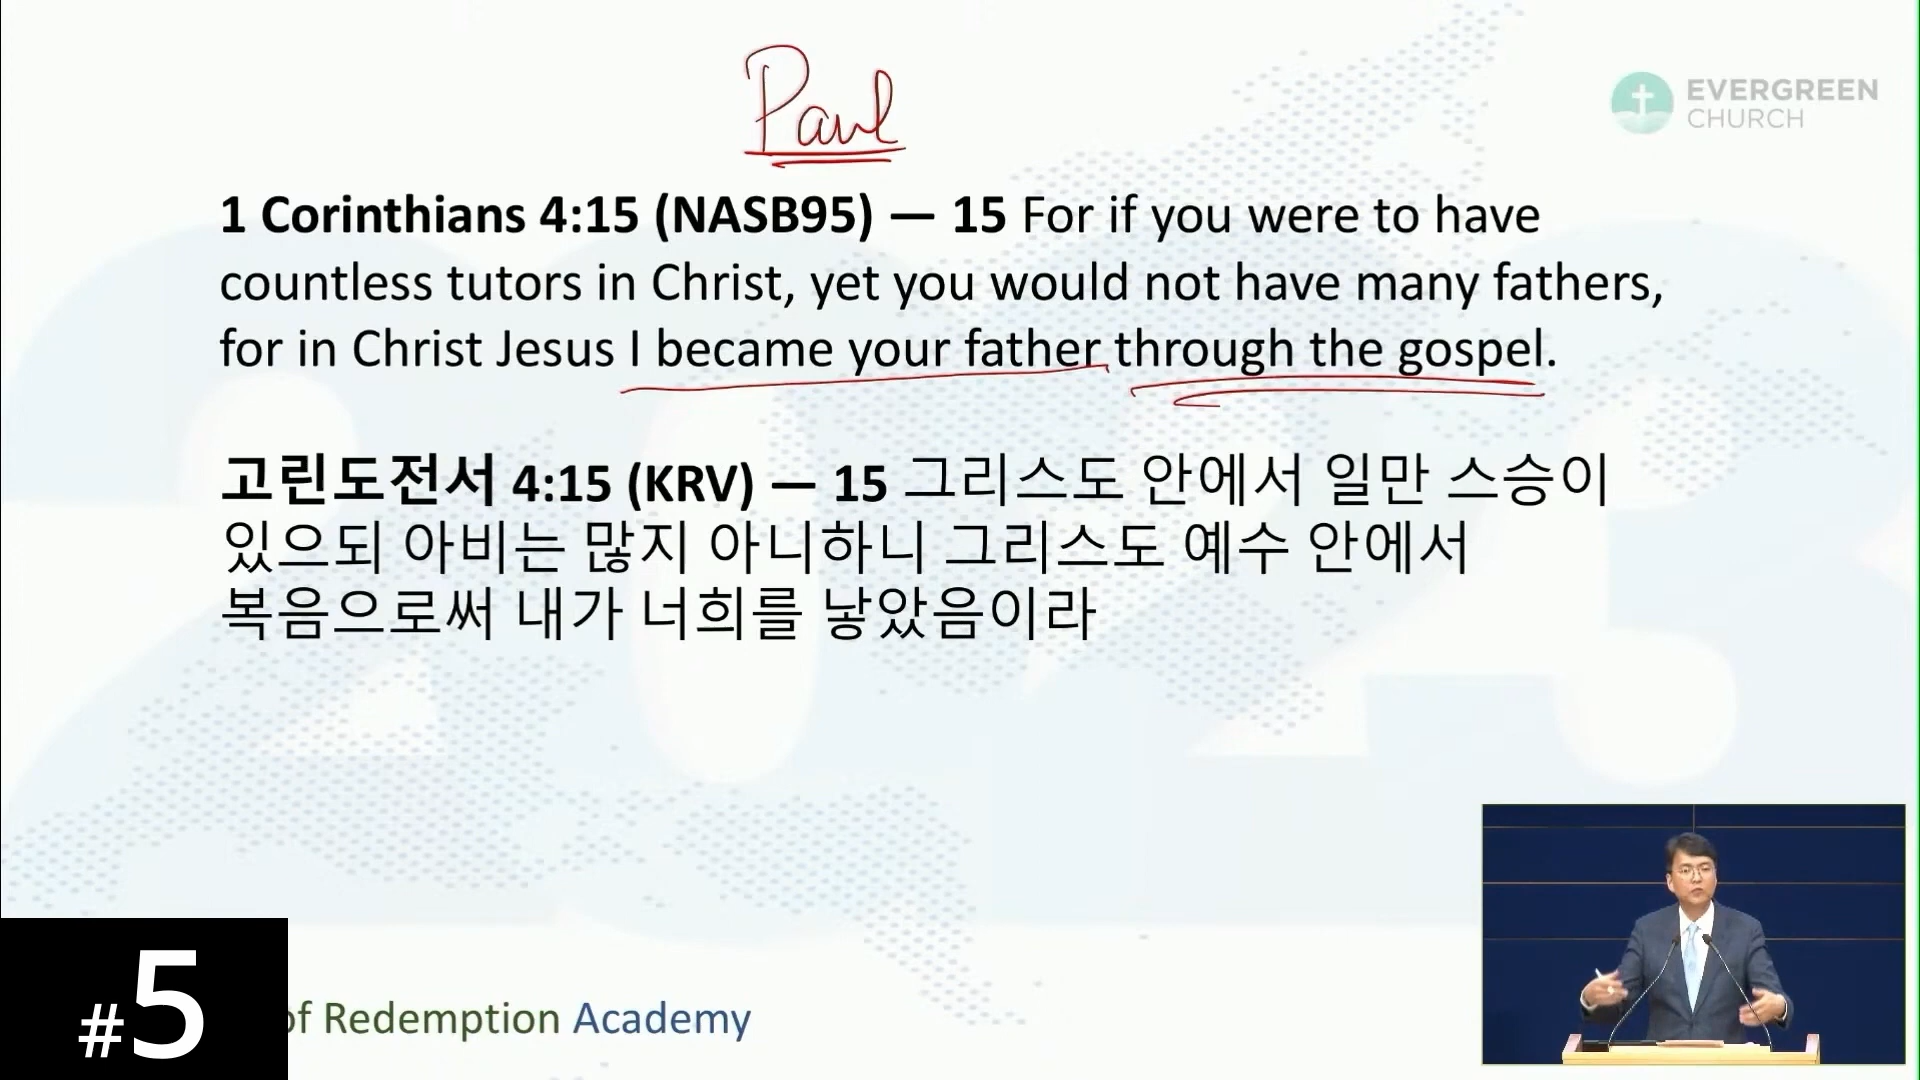 Paul
EVERGREEN
CHURCH
1 Corinthians 4:15 (NASB95) — 15 For if you were to have
countless tutors in Christ, yet you would not have many fathers,
for in Christ Jesus I became your father through the gospel.
고린도전서 4:15 (KRV) — 15 그리스도 안에서 일만 스승이
있으되 아비는 많지 아니하니 그리스도 예수 안에서
복음으로써 내가 너희를 낳았음이라
#5
of Redemption Academy